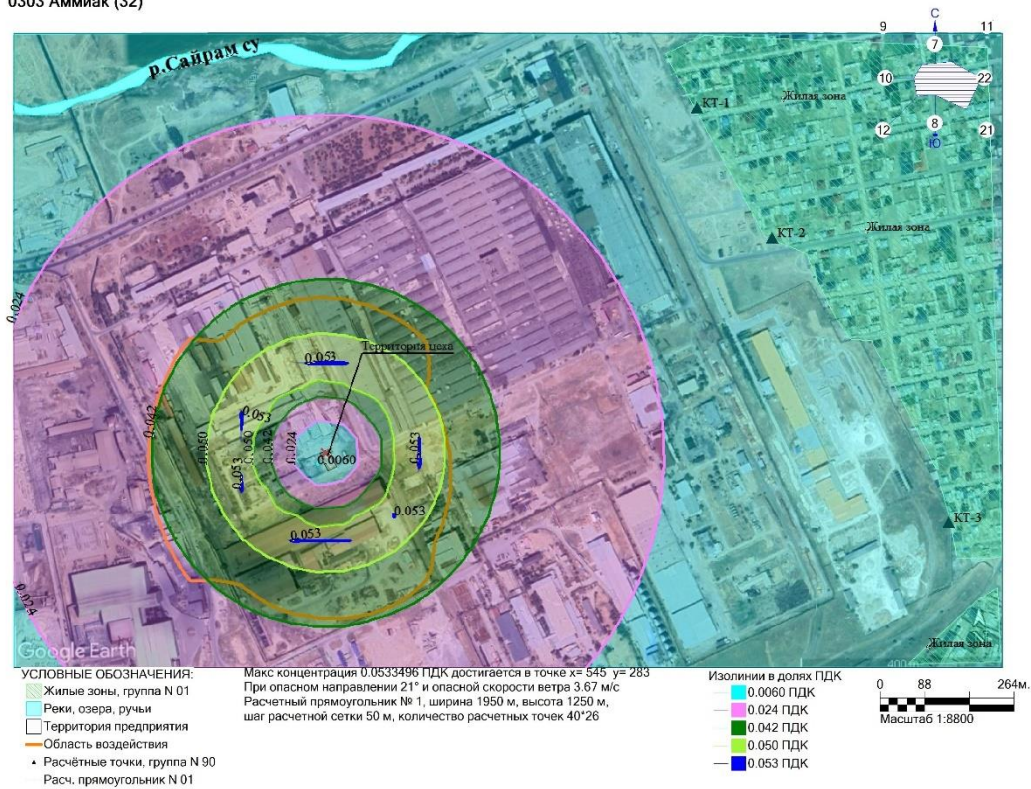 0303 Аммиак (32)
С
9
11
7
р.Сайрам су
10
22
КТ-1
Жилая зона
12
8
21
Ю
КТ-2
Жилая зона
0.024
0.053
Территория цеха
0.042
0.053
0.050
0.050
0.042
0.024
0.0060
0.053
0.053
0.053
КТ-3
0.053
0.024
Жилая зона
Google Earth
400 m
УСЛОВНЫЕ ОБОЗНАЧЕНИЯ:
Жилые зоны, группа N 01
Реки, озера, ручьи
Территория предприятия
Область воздействия
Расчётные точки, группа N 90
Расч. прямоугольник N 01
Макс концентрация 0.0533496 ПДК достигается в точке x= 545 y= 283
При опасном направлении 21° и опасной скорости ветра 3.67 м/с
Расчетный прямоугольник № 1, ширина 1950 м, высота 1250 м,
шаг расчетной сетки 50 м, количество расчетных точек 40*26
Изолинии в долях ПДК
0.0060 ПДК
0.024 ПДК
0.042 ПДК
0.050 ПДК
0.053 ПДК
0 88 264м.
Масштаб 1:8800